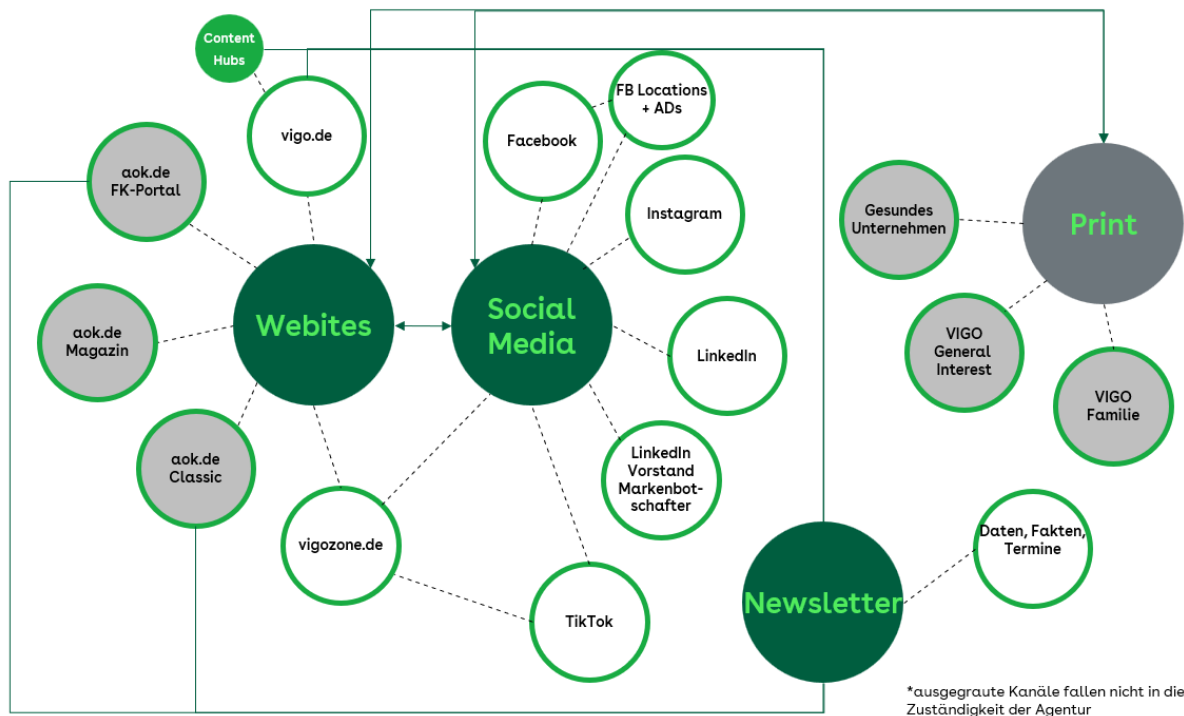 Content
Hubs
vigo.de
Facebook
FB Locations
+ ADs
aok.de
FK-Portal
Instagram
Gesundes
Unternehmen
Print
Webites
Social
Media
aok.de
Magazin
LinkedIn
VIGO
General
Interest
VIGO
Familie
aok.de
Classic
LinkedIn
Vorstand
Markenbot-
schafter
vigozone.de
Daten, Fakten,
Termine
TikTok
Newsletter
*ausgegraute Kanäle fallen nicht in die
Zuständigkeit der Agentur